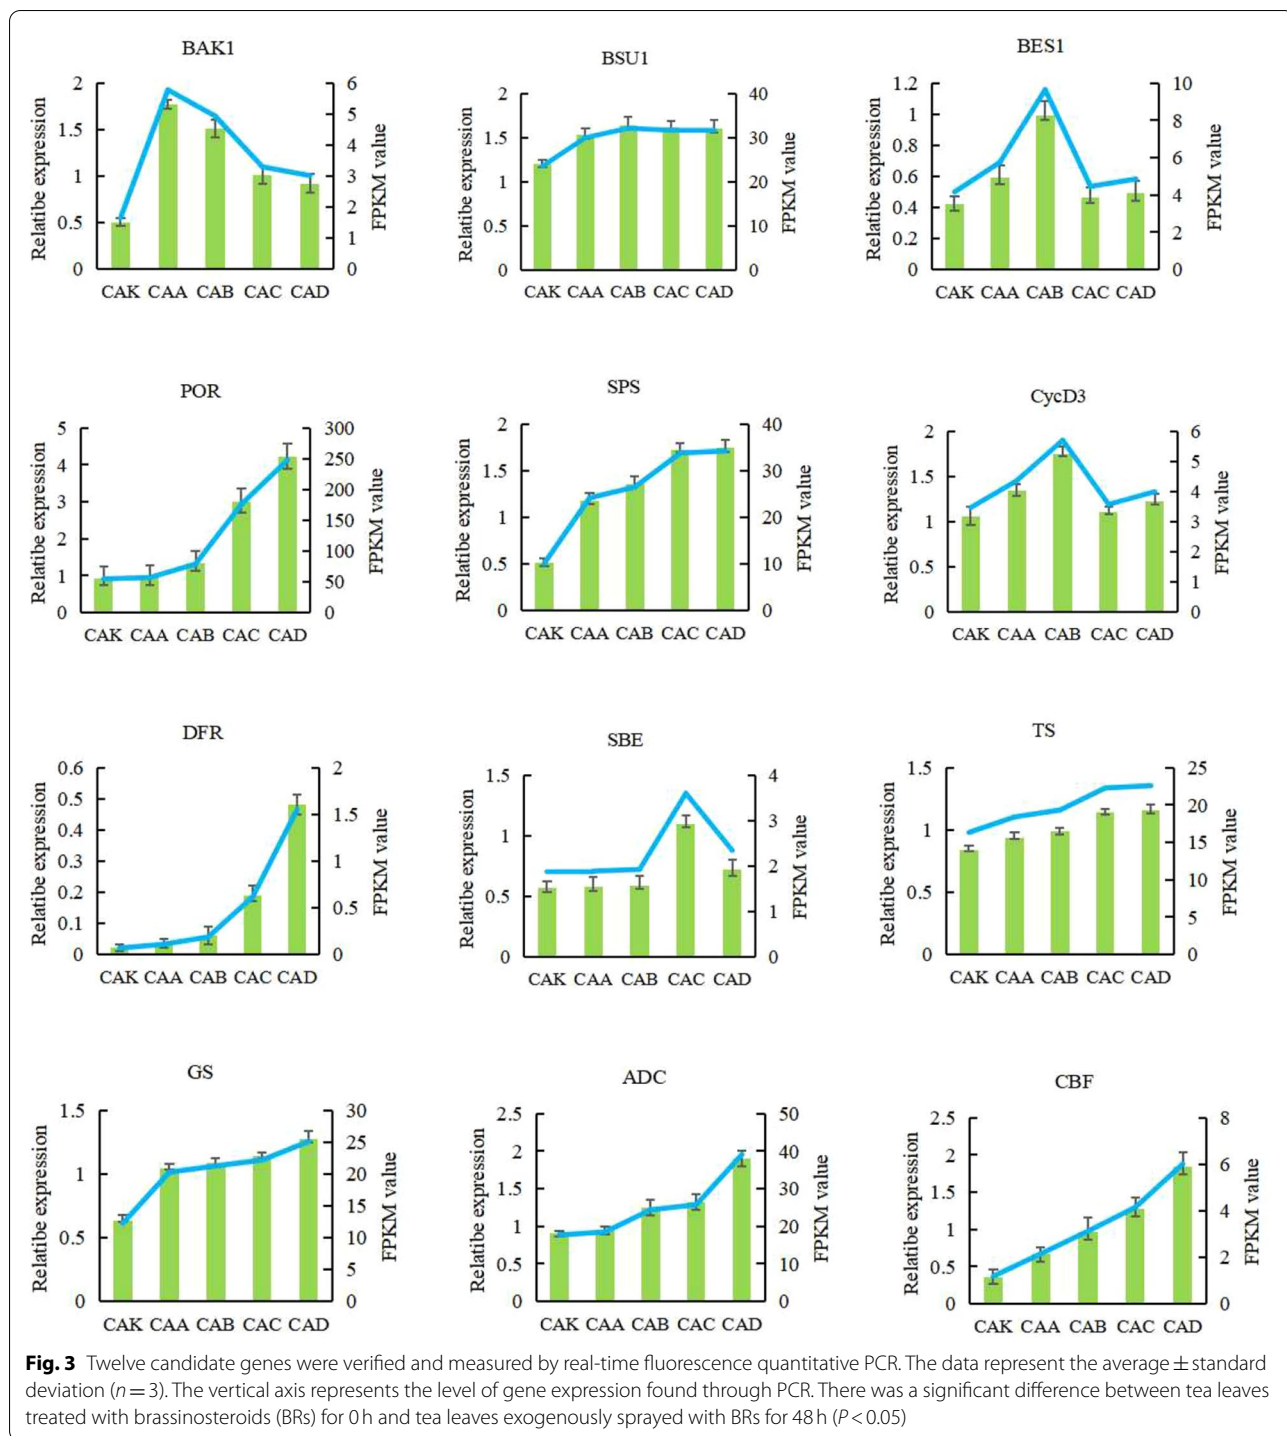 BAK1
Relatibe expression
2
1.5
1
0.5
0
6
5
4
3
2
1
0
FPKM value
CAK CAA CAB CAC CAD
BSU1
Relatibe expression
2
1.5
1
0.5
0
40
30
20
10
0
FPKM value
CAK CAA CAB CAC CAD
BES1
Relatibe expression
1.2
1
0.8
0.6
0.4
0.2
0
10
8
6
4
2
0
FPKM value
CAK CAA CAB CAC CAD
POR
Relatibe expression
5
4
3
2
1
0
300
250
200
150
100
50
0
FPKM value
CAK CAA CAB CAC CAD
SPS
Relatibe expression
2
1.5
1
0.5
0
40
30
20
10
0
FPKM value
CAK CAA CAB CAC CAD
CycD3
Relatibe expression
2
1.5
1
0.5
0
6
5
4
3
2
1
0
FPKM value
CAK CAA CAB CAC CAD
DFR
Relatibe expression
0.6
0.5
0.4
0.3
0.2
0.1
0
2
1.5
1
0.5
0
FPKM value
CAK CAA CAB CAC CAD
SBE
Relatibe expression
1.5
1
0.5
0
4
3
2
1
0
FPKM value
CAK CAA CAB CAC CAD
TS
Relatibe expression
1.5
1
0.5
0
25
20
15
10
5
0
FPKM value
CAK CAA CAB CAC CAD
GS
Relatibe expression
1.5
1
0.5
0
30
25
20
15
10
5
0
FPKM value
CAK CAA CAB CAC CAD
ADC
Relatibe expression
2.5
2
1.5
1
0.5
0
50
40
30
20
10
0
FPKM value
CAK CAA CAB CAC CAD
CBF
Relatibe expression
2.5
2
1.5
1
0.5
0
8
6
4
2
0
FPKM value
CAK CAA CAB CAC CAD
Fig. 3 Twelve candidate genes were verified and measured by real-time fluorescence quantitative PCR. The data represent the average ± standard
deviation (n = 3). The vertical axis represents the level of gene expression found through PCR. There was a significant difference between tea leaves
treated with brassinosteroids (BRs) for 0 h and tea leaves exogenously sprayed with BRs for 48 h (P < 0.05)